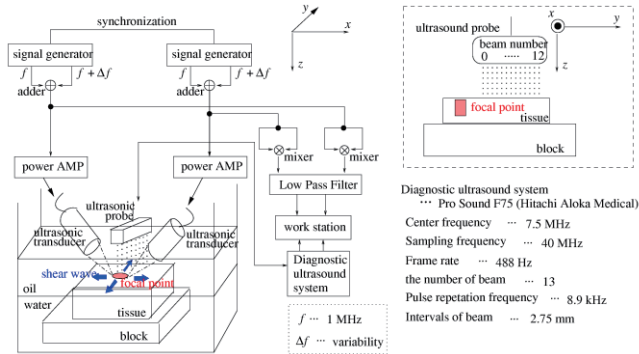 synchronization
signal generator
signal generator
f
f + Δf
f
f + Δf
adder
adder
mixer
mixer
power AMP
power AMP
Low Pass Filter
work station
Diagnostic
ultrasound
system
ultrasonic
probe
ultrasonic
transducer
ultrasonic
transducer
shear wave
focal point
oil
water
tissue
block
f ··· 1 MHz
Δf ··· variability
y
x
z
ultrasound probe
beam number
0 ····· 12
x
y
z
focal point
tissue
block
Diagnostic ultrasound system
··· Pro Sound F75 (Hitachi Aloka Medical)
Center frequency ··· 7.5 MHz
Sampling frequency ··· 40 MHz
Frame rate ··· 488 Hz
the number of beam ··· 13
Pulse repetation frequency ··· 8.9 kHz
Intervals of beam ··· 2.75 mm